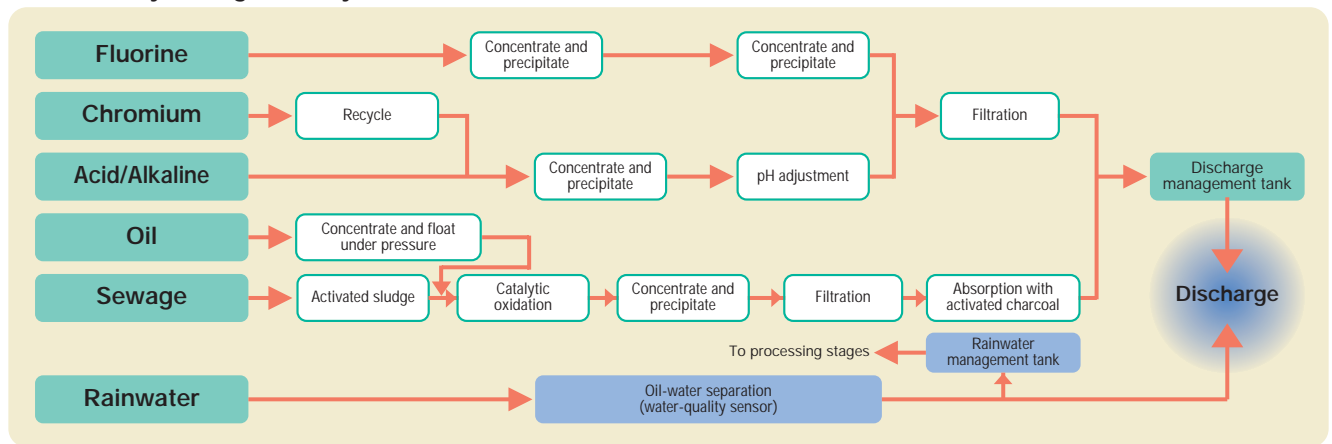 Fluorine
Concentrate and
precipitate
Concentrate and
precipitate
Chromium
Recycle
Filtration
Acid/Alkaline
Concentrate and
precipitate
pH adjustment
Discharge
management tank
Oil
Concentrate and float
under pressure
Sewage
Activated sludge
Catalytic
oxidation
Concentrate and
precipitate
Filtration
Absorption with
activated charcoal
Discharge
To processing stages
Rainwater
management tank
Rainwater
Oil-water separation
(water-quality sensor)